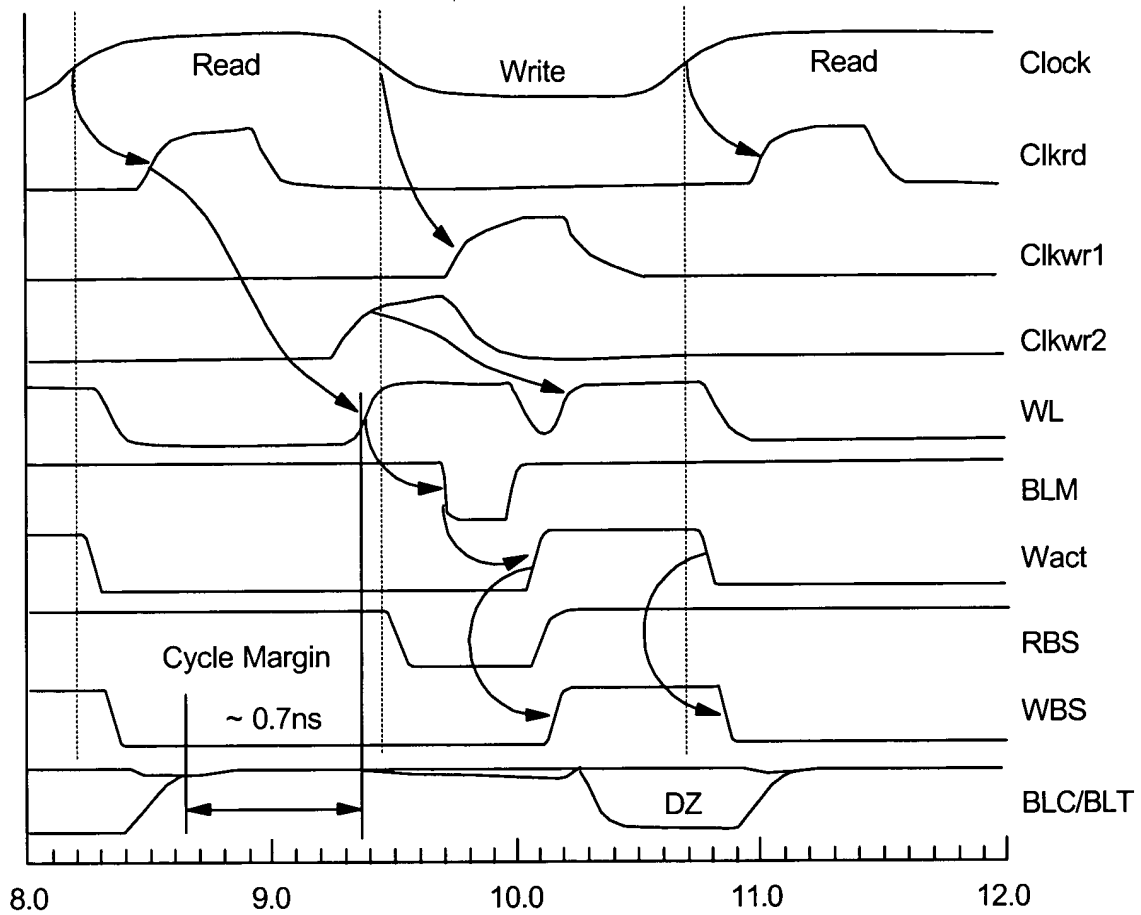 Read
Write
Read
Clock
Clkrd
Clkwr1
Clkwr2
WL
BLM
Wact
RBS
Cycle Margin
~ 0.7ns
WBS
DZ
BLC/BLT
8.0 9.0 10.0 11.0 12.0